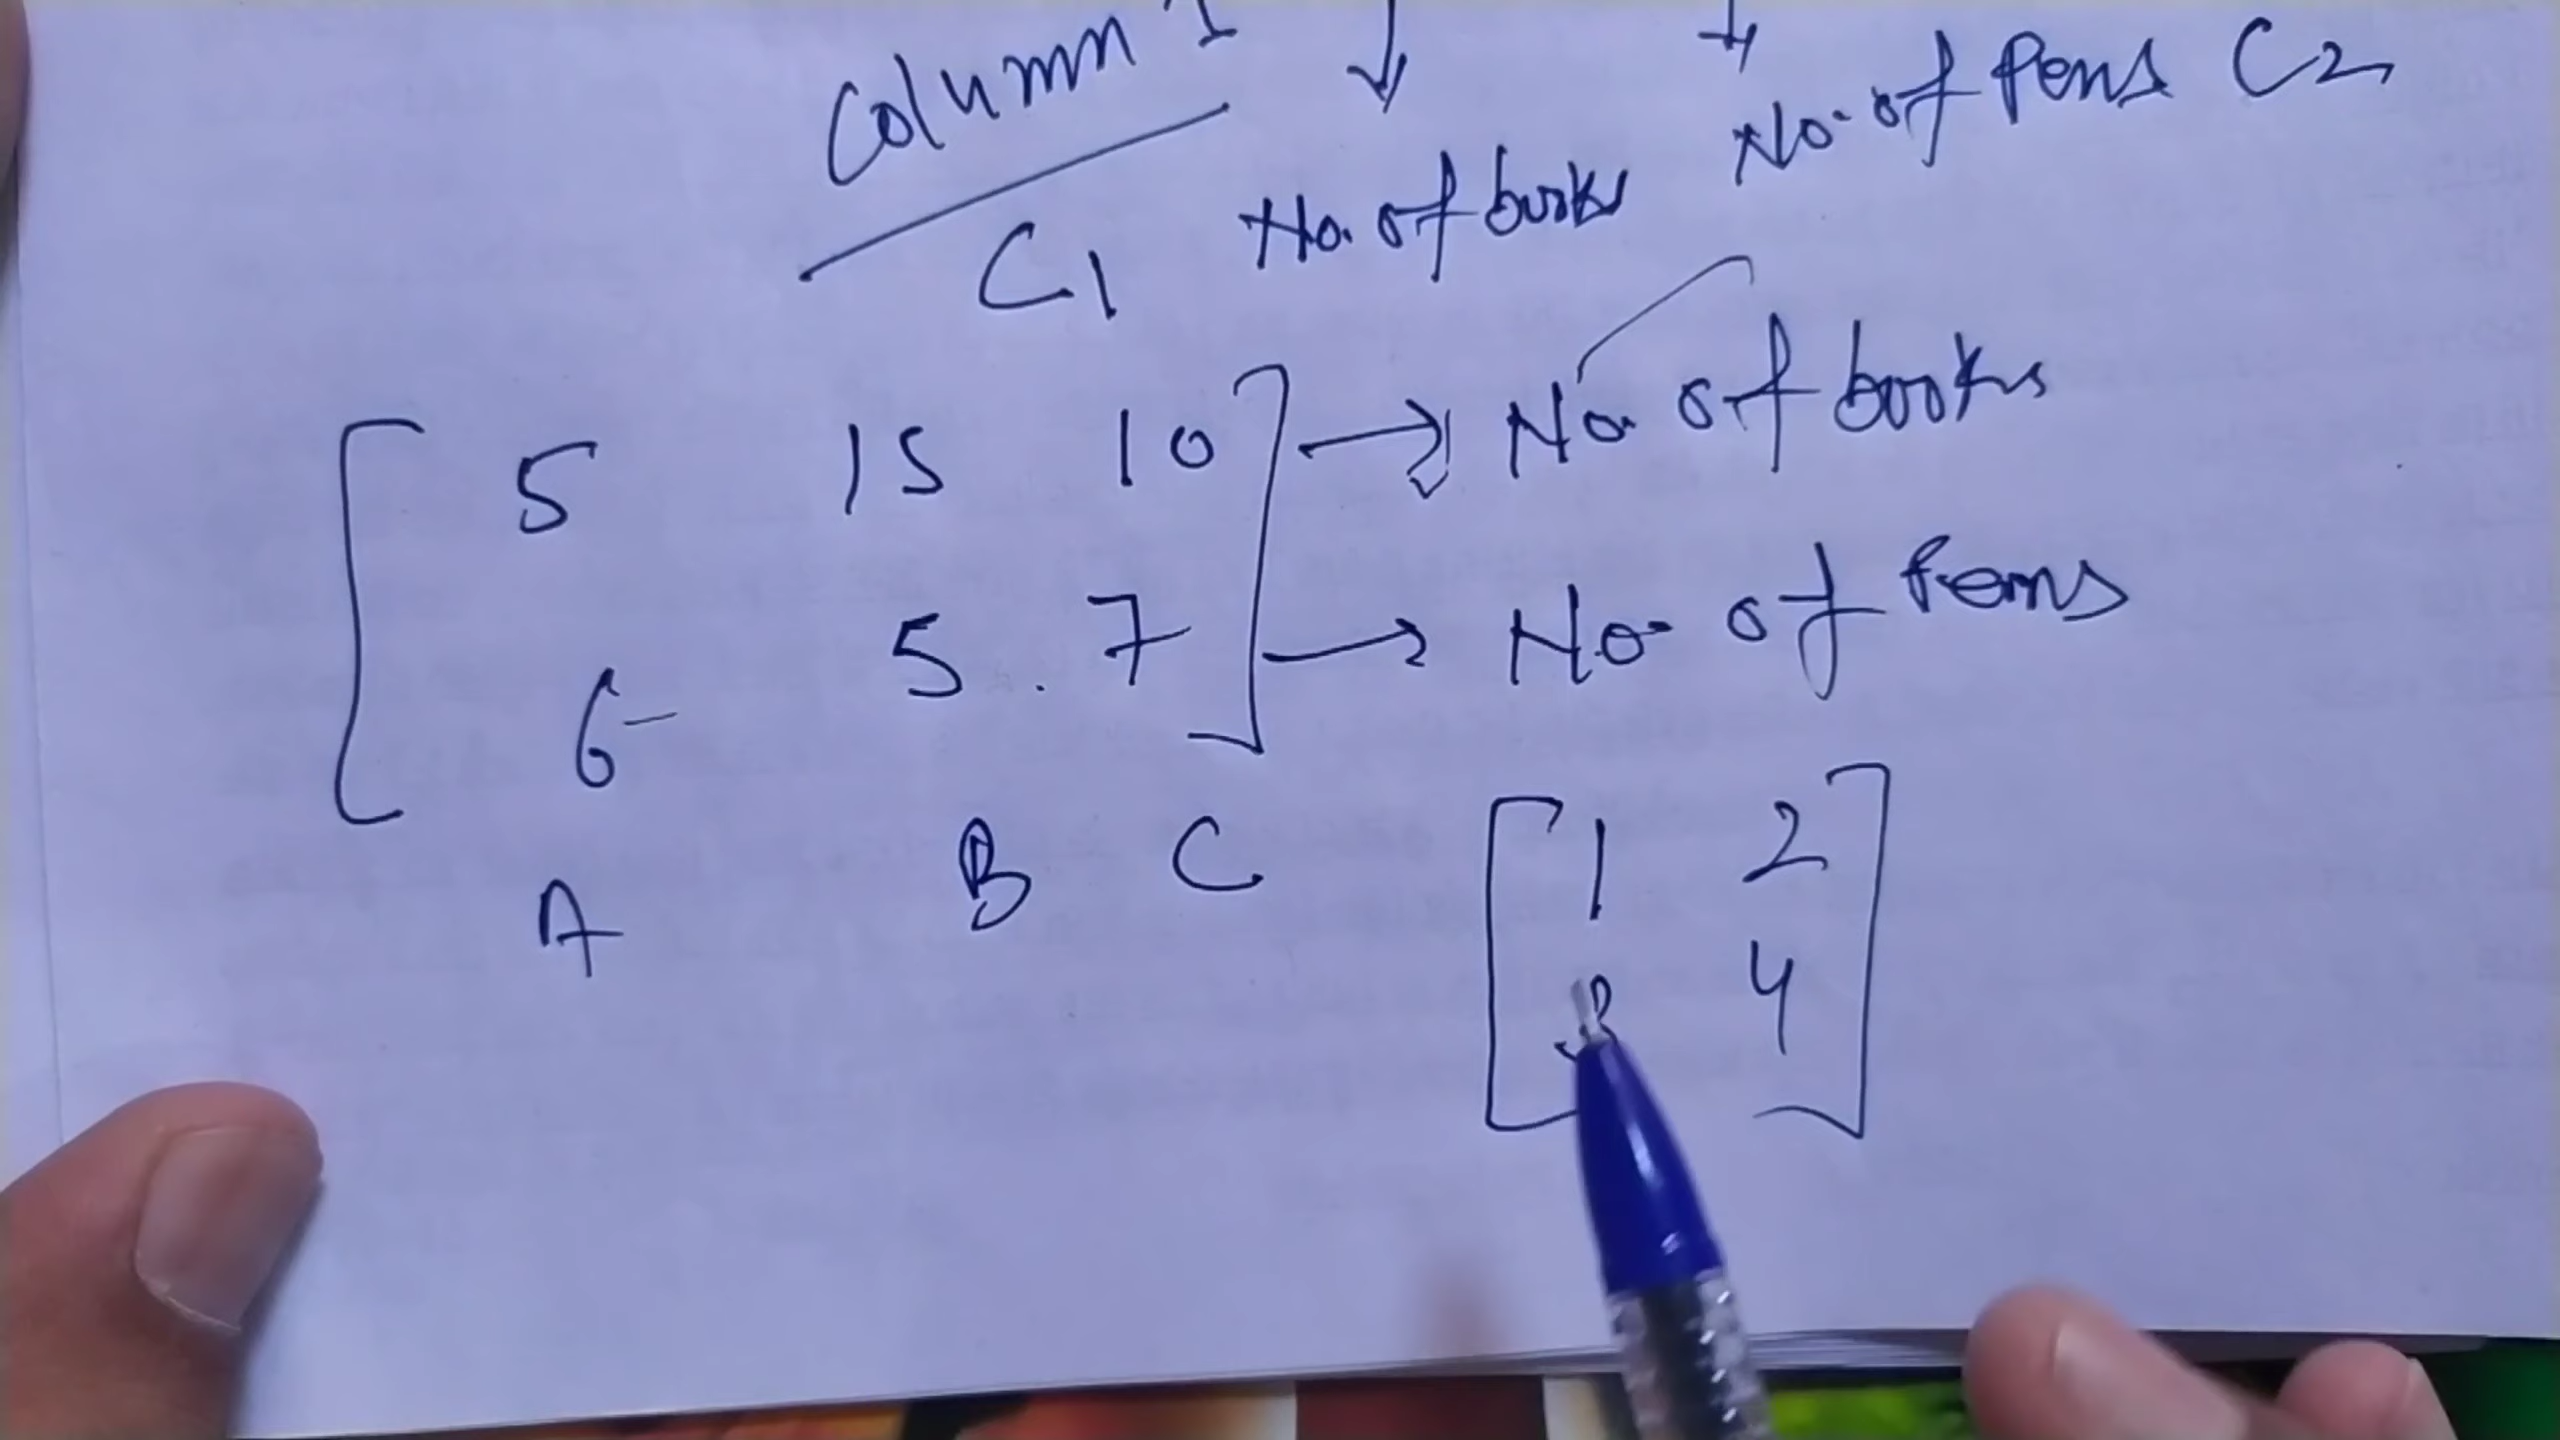 Column 1
No. of Pens C2
C1 No. of books
[ 5 15 10 ] → No. of books
[ 6 5 . 7 ] → No. of Pens
A B C
[ 1 2 ]
[ 3 4 ]